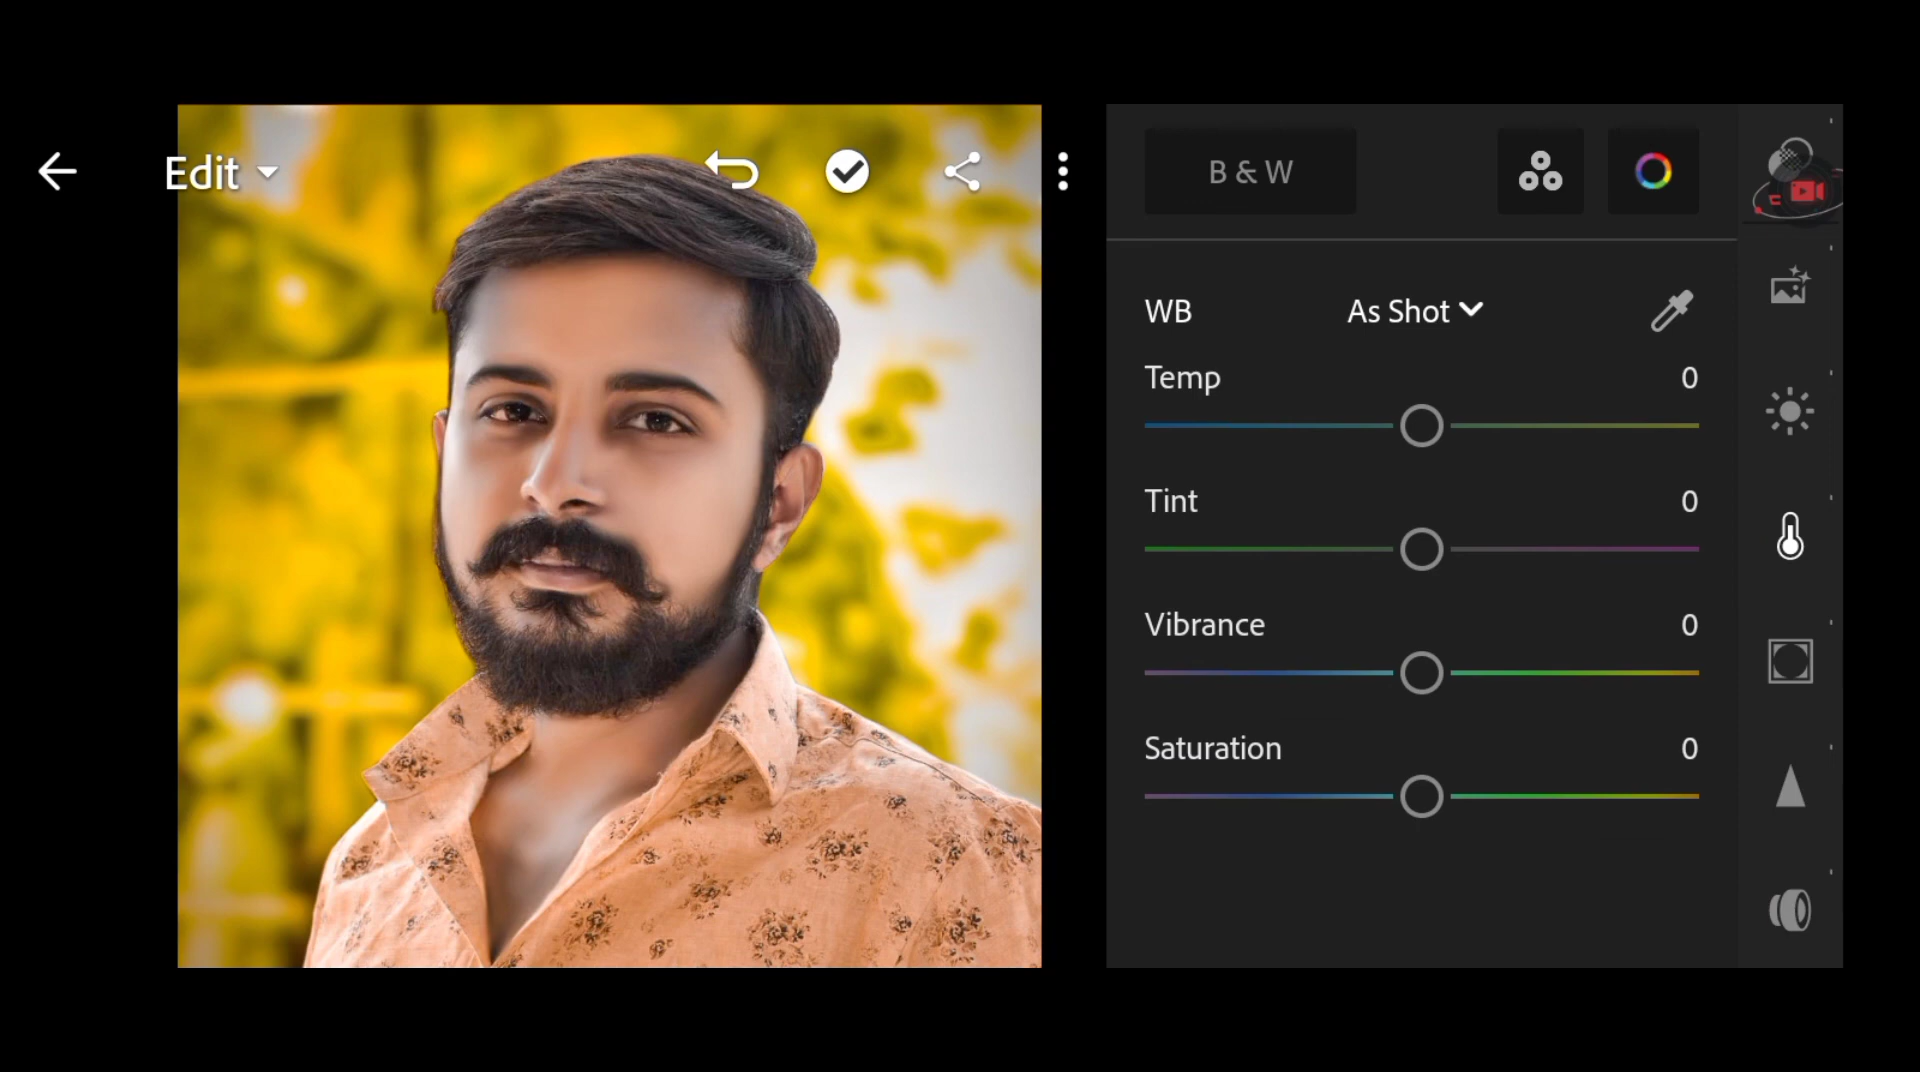 Edit
B & W
WB
As Shot
Temp
0
Tint
0
Vibrance
0
Saturation
0